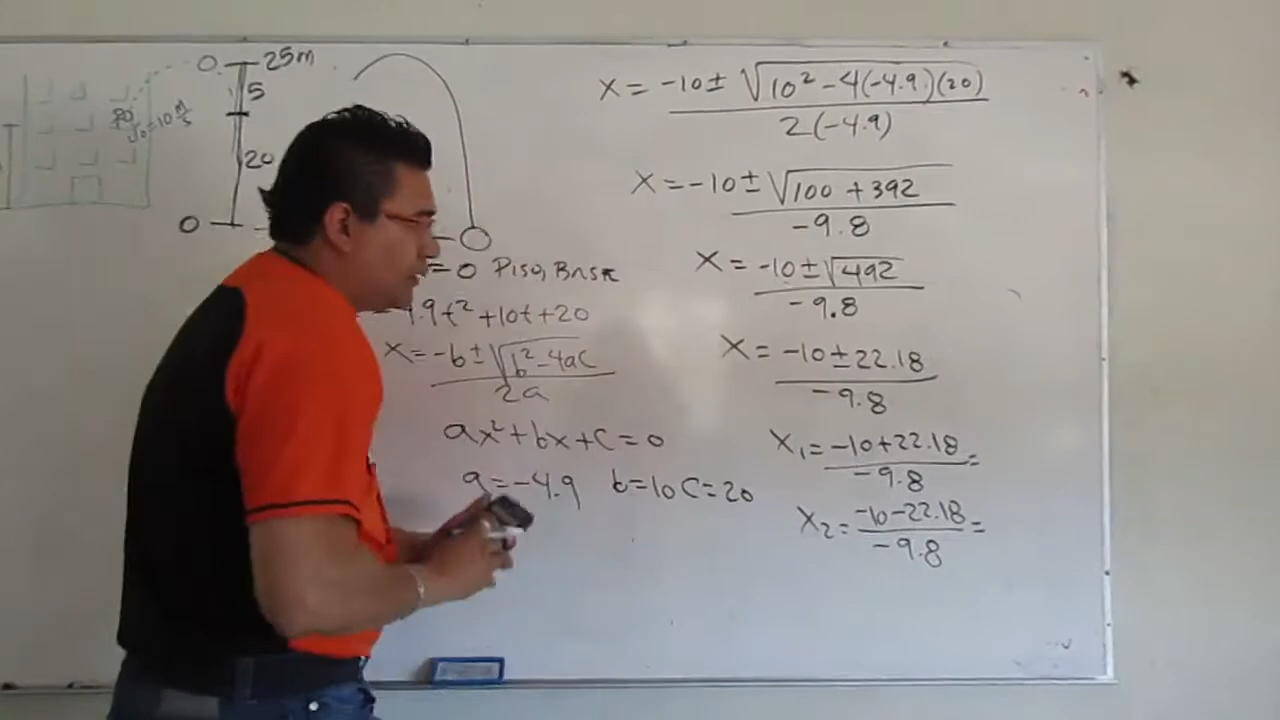 0 25m
5
20
V₀=10 m/s
0
=0 PISO, BASE
-4.9t²+10t+20
X=-b±√b²-4ac/2a
ax²+bx+c=0
a=-4.9 b=10 C=20
X=-10±√10²-4(-4.9)(20)/2(-4.9)
X=-10±√100+392/-9.8
X=-10±√492/-9.8
X=-10±22.18/-9.8
X₁=-10+22.18/-9.8=
X₂=-10-22.18/-9.8=